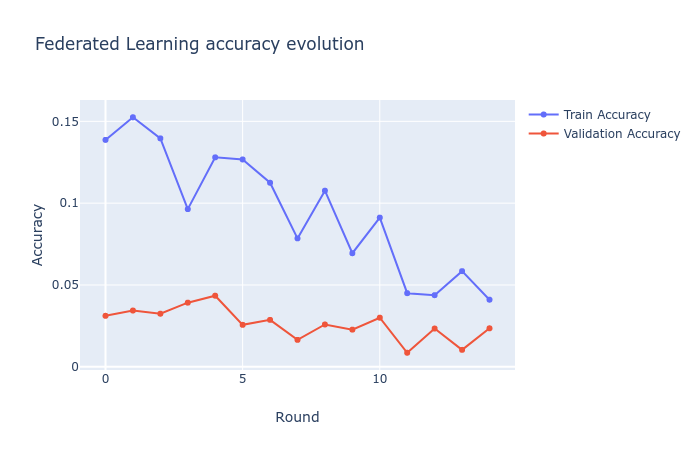 Federated Learning accuracy evolution
Train Accuracy
Validation Accuracy
0.15
0.1
0.05
0
Accuracy
0 5 10
Round